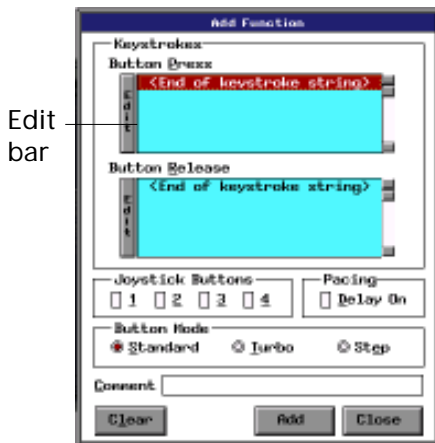 Add Function
Keystrokes
Button Press
Edit
<End of keystroke string>
Edit bar
Button Release
Edit
<End of keystroke string>
Joystick Buttons
1 2 3 4
Pacing
Delay On
Button Mode
Standard Turbo Step
Comment
Clear Add Close